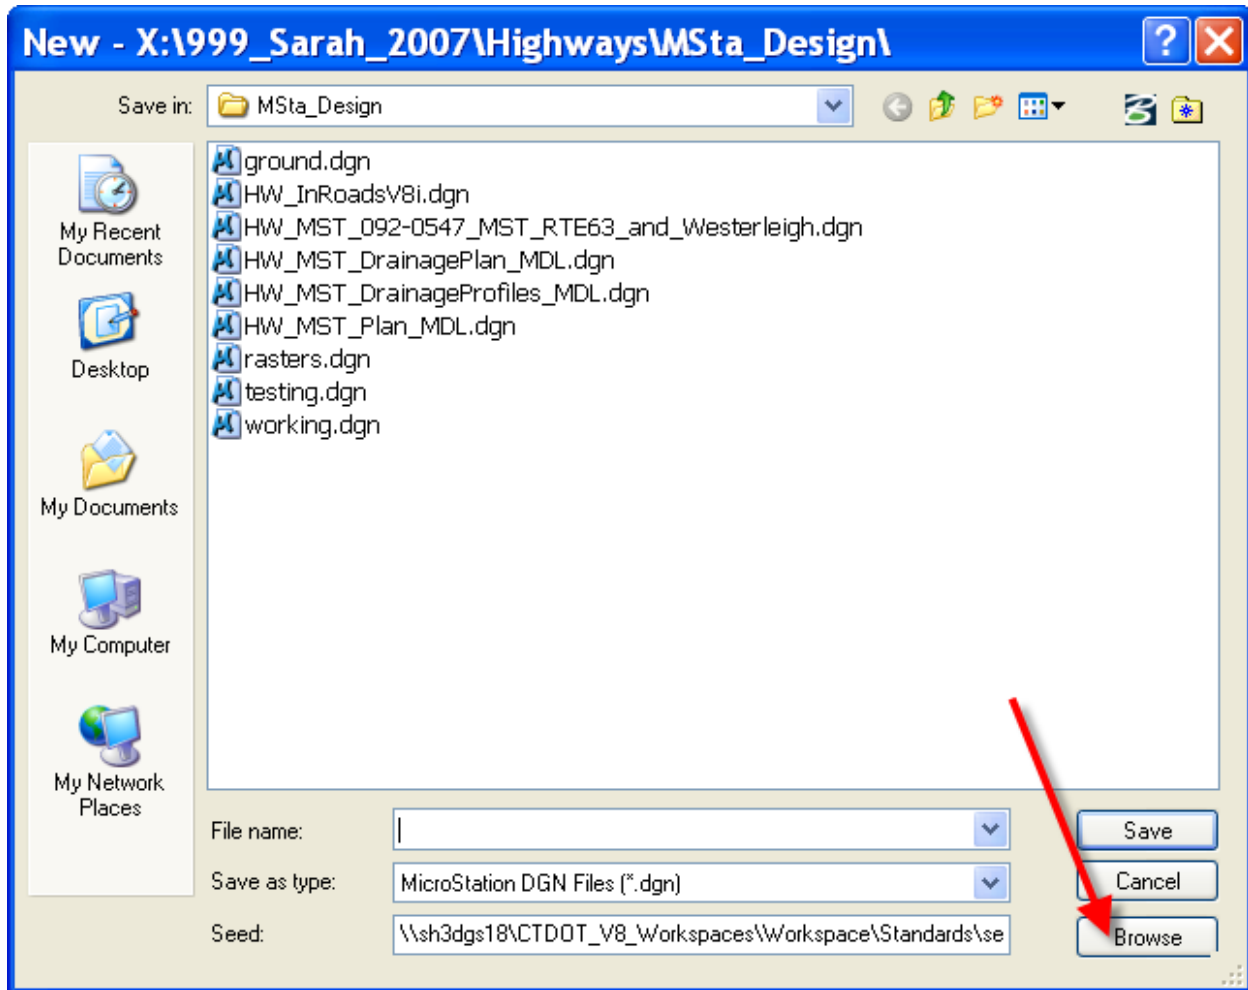 New - X:\999_Sarah_2007\Highways\MSta_Design\
Save in:
MSta_Design
My Recent
Documents
Desktop
My Documents
My Computer
My Network
Places
ground.dgn
HW_InRoadsV8i.dgn
HW_MST_092-0547_MST_RTE63_and_Westerleigh.dgn
HW_MST_DrainagePlan_MDL.dgn
HW_MST_DrainageProfiles_MDL.dgn
HW_MST_Plan_MDL.dgn
rasters.dgn
testing.dgn
working.dgn
File name:
Save
Save as type:
MicroStation DGN Files (*.dgn)
Cancel
Seed:
\\sh3dgs18\CTDOT_V8_Workspaces\Workspace\Standards\se
Browse